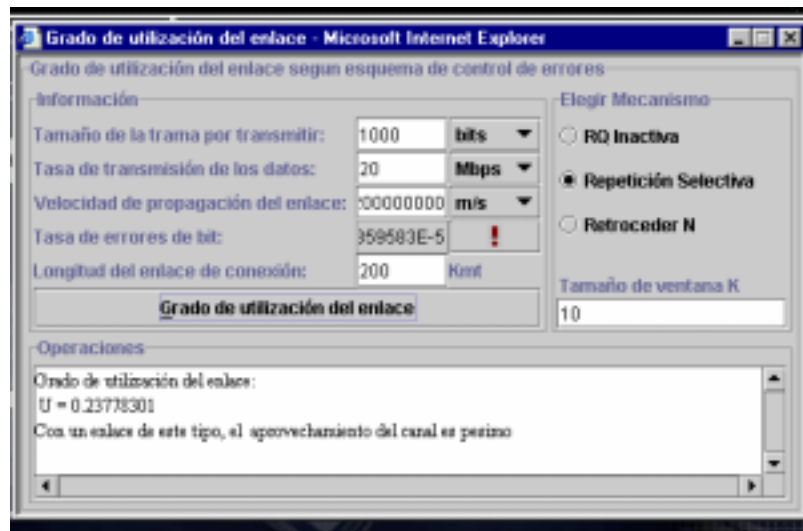 Grado de utilización del enlace - Microsoft Internet Explorer
Grado de utilización del enlace segun esquema de control de errores
Información
Tamaño de la trama por transmitir: 1000 bits
Tasa de transmisión de los datos: 20 Mbps
Velocidad de propagación del enlace: 200000000 m/s
Tasa de errores de bit: 959583E-5 !
Longitud del enlace de conexión: 200 Kmt
Grado de utilización del enlace
Elegir Mecanismo
RQ Inactiva
Repetición Selectiva
Retroceder N
Tamaño de ventana K
10
Operaciones
Grado de utilización del enlace:
U = 0.23778301
Con un enlace de este tipo, el aprovechamiento del canal es pesimo